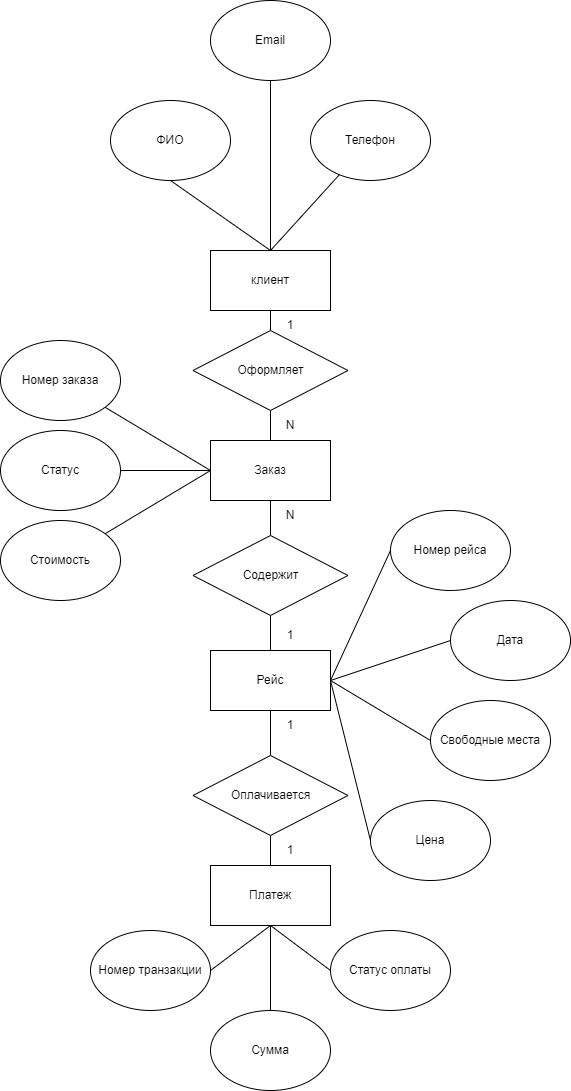 Email
ФИО
Телефон
клиент
1
Оформляет
Номер заказа
N
Статус
Заказ
Стоимость
N
Номер рейса
Содержит
1
Дата
Рейс
1
Свободные места
Оплачивается
Цена
1
Платеж
Номер транзакции
Статус оплаты
Сумма